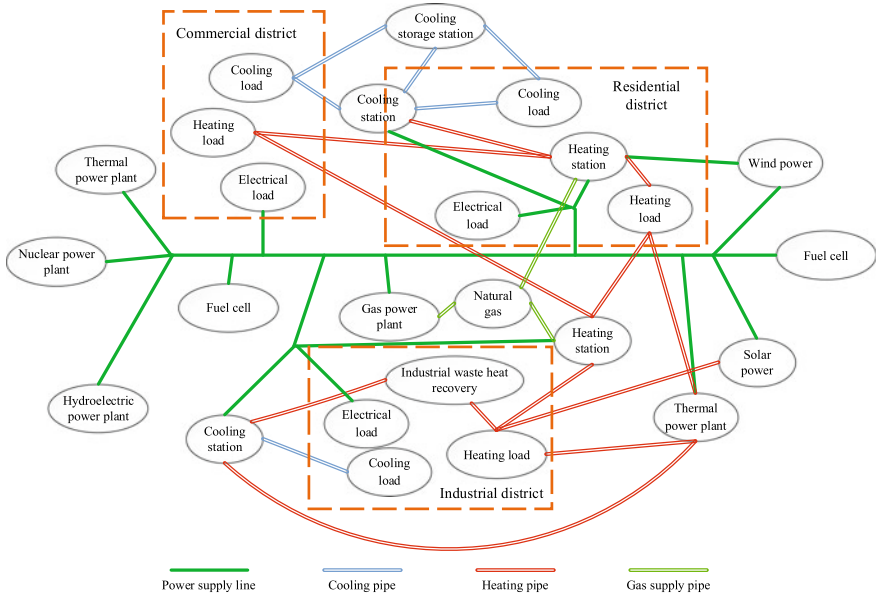 Commercial district
Cooling
storage station
Cooling
load
Residential
district
Cooling
station
Cooling
load
Heating
load
Thermal
power plant
Heating
station
Wind power
Electrical load
Electrical
load
Heating
load
Nuclear power
plant
Fuel cell
Fuel cell
Gas power
plant
Natural
gas
Heating
station
Solar
power
Industrial waste heat
recovery
Hydroelectric
power plant
Electrical
load
Thermal
power plant
Cooling
station
Heating load
Cooling
load
Industrial district
Power supply line
Cooling pipe
Heating pipe
Gas supply pipe